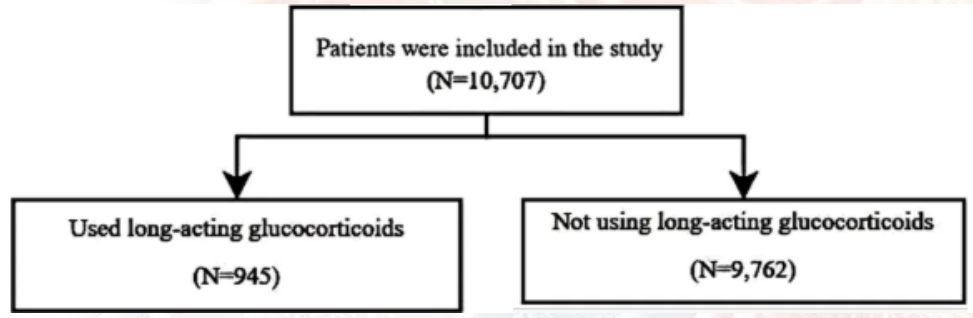 Patients were included in the study
(N=10,707)
Used long-acting glucocorticoids
(N=945)
Not using long-acting glucocorticoids
(N=9,762)